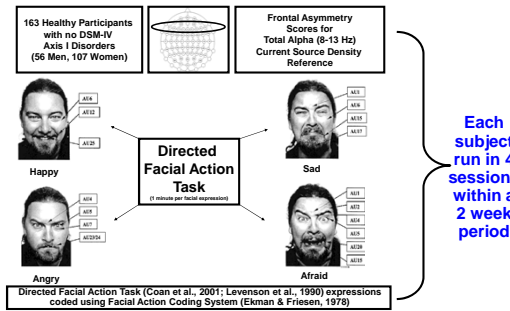 163 Healthy Participants
with no DSM-IV
Axis I Disorders
(56 Men, 107 Women)
Frontal Asymmetry
Scores for
Total Alpha (8-13 Hz)
Current Source Density
Reference
AU6
AU12
AU25
Happy
AU1
AU6
AU15
AU17
Sad
Directed
Facial Action
Task
(1 minute per facial expression)
AU4
AU5
AU7
AU23/24
Angry
AU1
AU2
AU4
AU5
AU20
Afraid
Each
subject
run in 4
session
within a
2 week
period
Directed Facial Action Task (Coan et al., 2001; Levenson et al., 1990) expressions
coded using Facial Action Coding System (Ekman & Friesen, 1978)